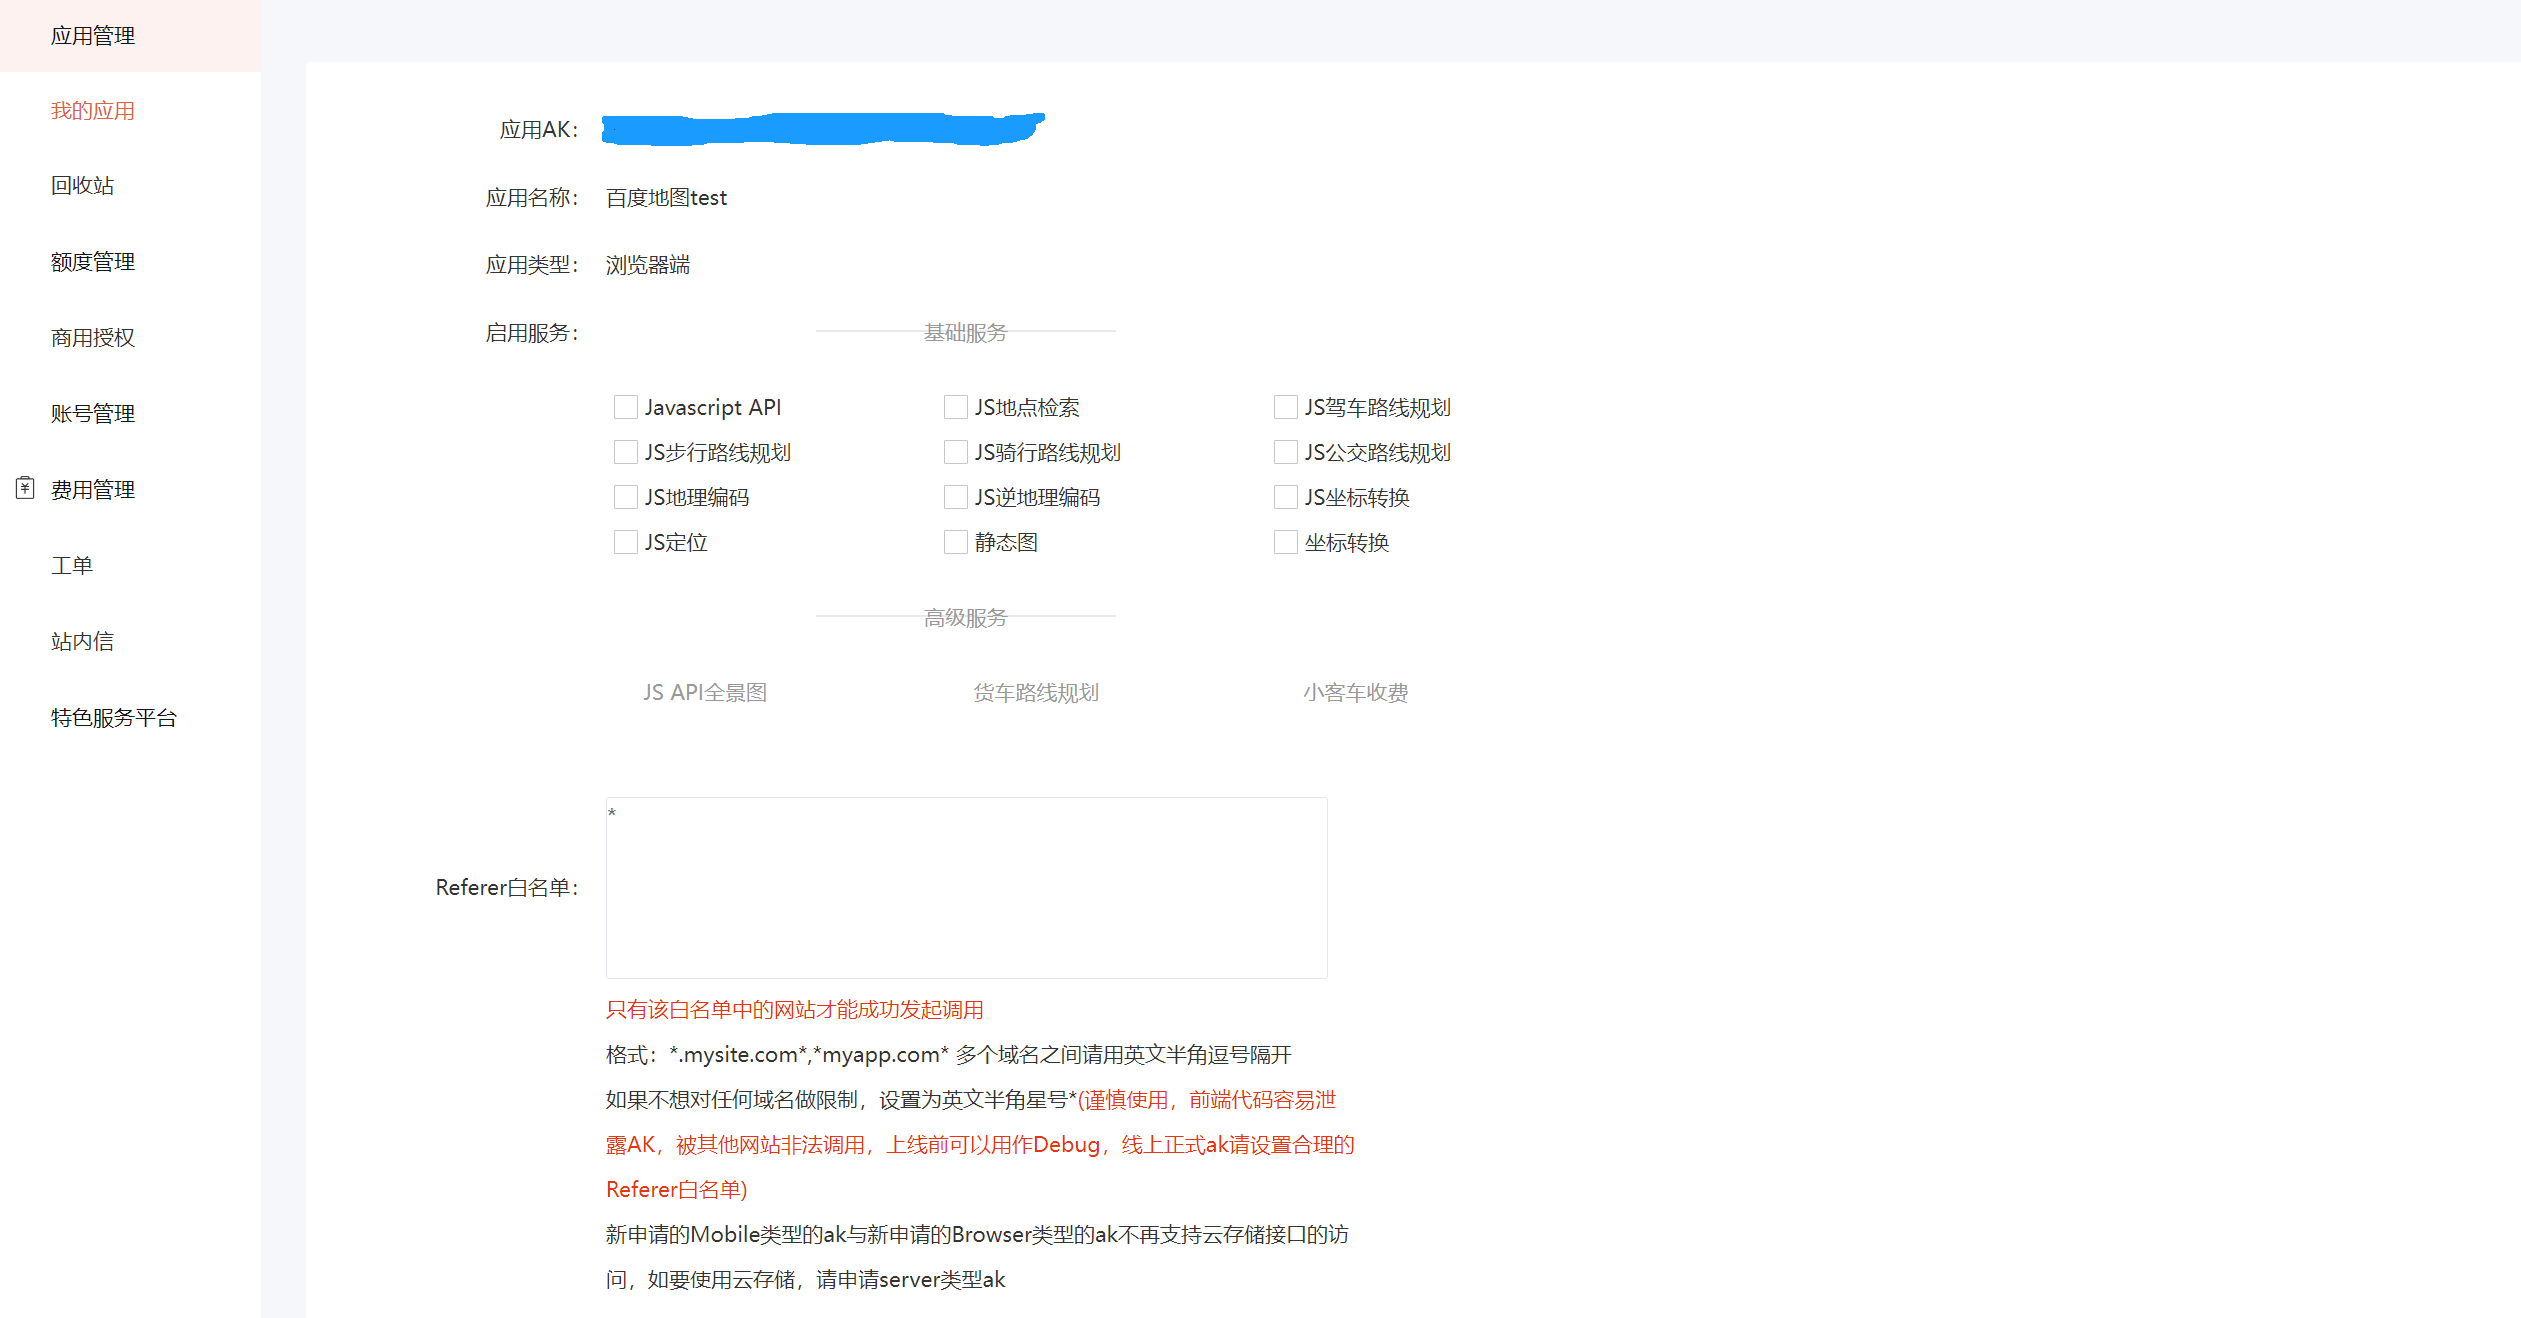 应用管理
我的应用
回收站
额度管理
商用授权
账号管理
费用管理
工单
站内信
特色服务平台
应用AK：
应用名称： 百度地图test
应用类型： 浏览器端
启用服务： 基础服务
Javascript API JS地点检索 JS驾车路线规划
JS步行路线规划 JS骑行路线规划 JS公交路线规划
JS地理编码 JS逆地理编码 JS坐标转换
JS定位 静态图 坐标转换
高级服务
JS API全景图 货车路线规划 小客车收费
*
Referer白名单：
只有该白名单中的网站才能成功发起调用
格式：*.mysite.com*,*myapp.com* 多个域名之间请用英文半角逗号隔开
如果不想对任何域名做限制，设置为英文半角星号*(谨慎使用，前端代码容易泄
露AK，被其他网站非法调用，上线前可以用作Debug，线上正式ak请设置合理的
Referer白名单)
新申请的Mobile类型的ak与新申请的Browser类型的ak不再支持云存储接口的访
问，如要使用云存储，请申请server类型ak